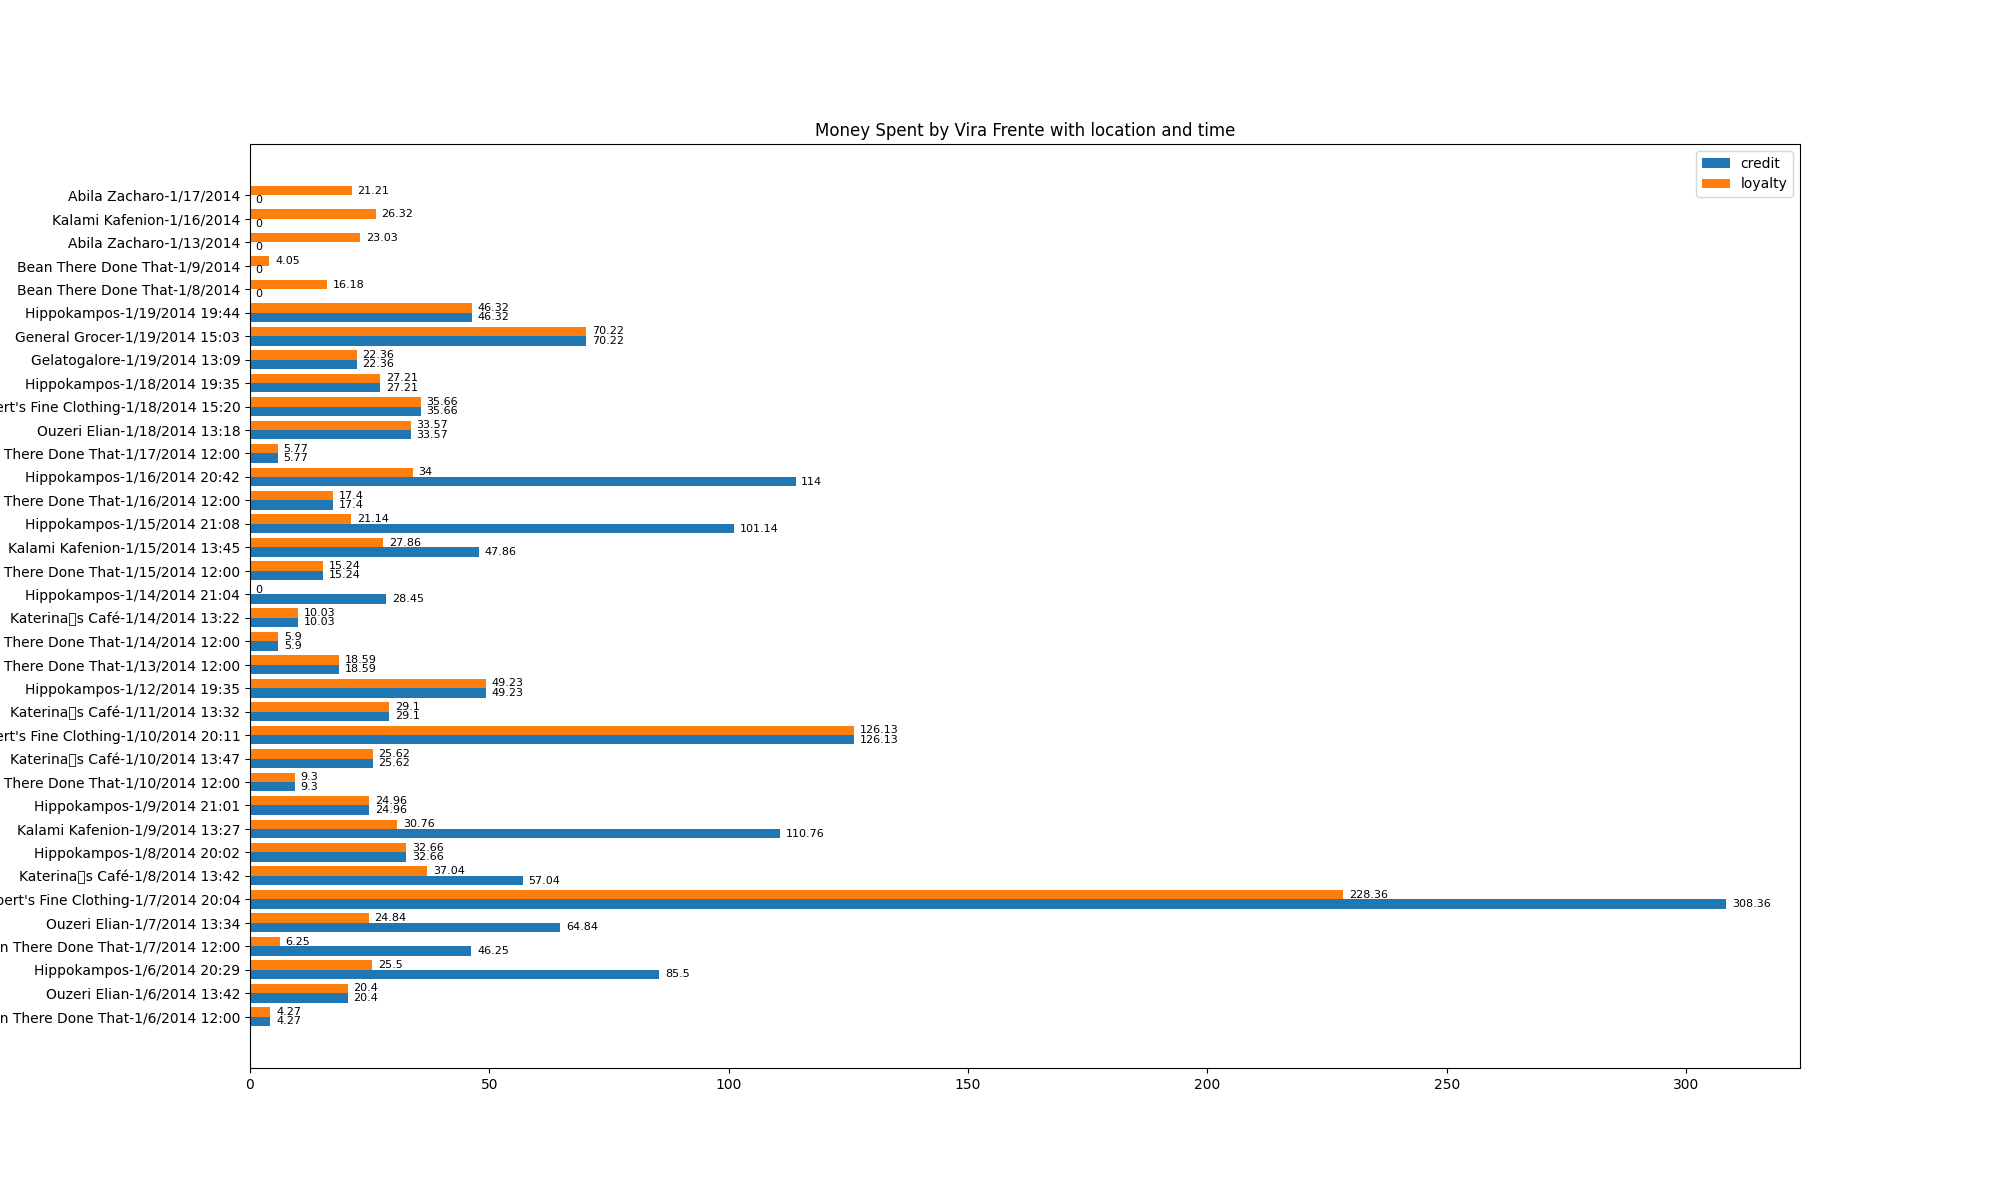 Money Spent by Vira Frente with location and time
credit
loyalty
Abila Zacharo-1/17/2014
21.21
0
Kalami Kafenion-1/16/2014
26.32
0
Abila Zacharo-1/13/2014
23.03
0
Bean There Done That-1/9/2014
4.05
0
Bean There Done That-1/8/2014
16.18
0
Hippokampos-1/19/2014 19:44
46.32
46.32
General Grocer-1/19/2014 15:03
70.22
70.22
Gelatogalore-1/19/2014 13:09
22.36
22.36
Hippokampos-1/18/2014 19:35
27.21
27.21
ert's Fine Clothing-1/18/2014 15:20
35.66
35.66
Ouzeri Elian-1/18/2014 13:18
33.57
33.57
There Done That-1/17/2014 12:00
5.77
5.77
Hippokampos-1/16/2014 20:42
34
114
There Done That-1/16/2014 12:00
17.4
17.4
Hippokampos-1/15/2014 21:08
21.14
101.14
Kalami Kafenion-1/15/2014 13:45
27.86
47.86
There Done That-1/15/2014 12:00
15.24
15.24
Hippokampos-1/14/2014 21:04
0
28.45
Katerina▯s Café-1/14/2014 13:22
10.03
10.03
There Done That-1/14/2014 12:00
5.9
5.9
There Done That-1/13/2014 12:00
18.59
18.59
Hippokampos-1/12/2014 19:35
49.23
49.23
Katerina▯s Café-1/11/2014 13:32
29.1
29.1
ert's Fine Clothing-1/10/2014 20:11
126.13
126.13
Katerina▯s Café-1/10/2014 13:47
25.62
25.62
There Done That-1/10/2014 12:00
9.3
9.3
Hippokampos-1/9/2014 21:01
24.96
24.96
Kalami Kafenion-1/9/2014 13:27
30.76
110.76
Hippokampos-1/8/2014 20:02
32.66
32.66
Katerina▯s Café-1/8/2014 13:42
37.04
57.04
bert's Fine Clothing-1/7/2014 20:04
228.36
308.36
Ouzeri Elian-1/7/2014 13:34
24.84
64.84
n There Done That-1/7/2014 12:00
6.25
46.25
Hippokampos-1/6/2014 20:29
25.5
85.5
Ouzeri Elian-1/6/2014 13:42
20.4
20.4
n There Done That-1/6/2014 12:00
4.27
4.27
0 50 100 150 200 250 300